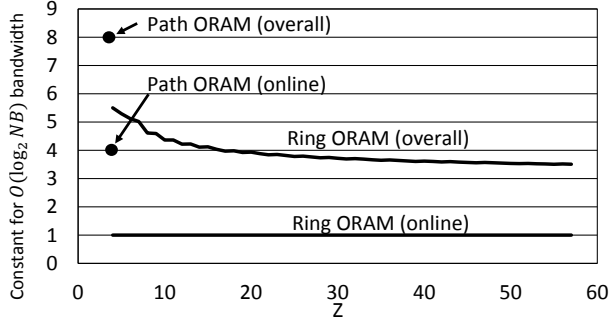 Constant for O(log₂ NB) bandwidth
9
8
7
6
5
4
3
2
1
0
Path ORAM (overall)
Path ORAM (online)
Ring ORAM (overall)
Ring ORAM (online)
0 10 20 30 40 50 60
Z